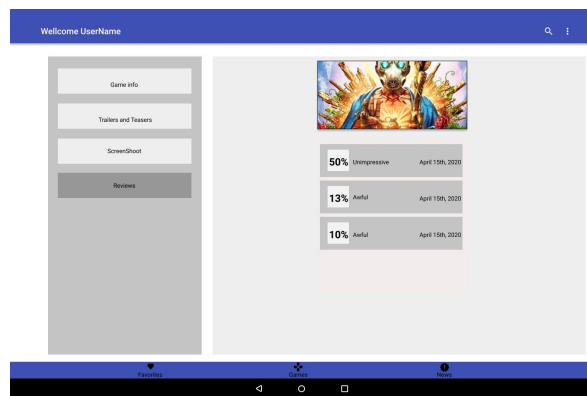 Wellcome UserName
Game info
Trailers and Teasers
ScreenShoot
Reviews
50% Unimpressive April 15th, 2020
13% Awful April 15th, 2020
10% Awful April 15th, 2020
Favorites Games News